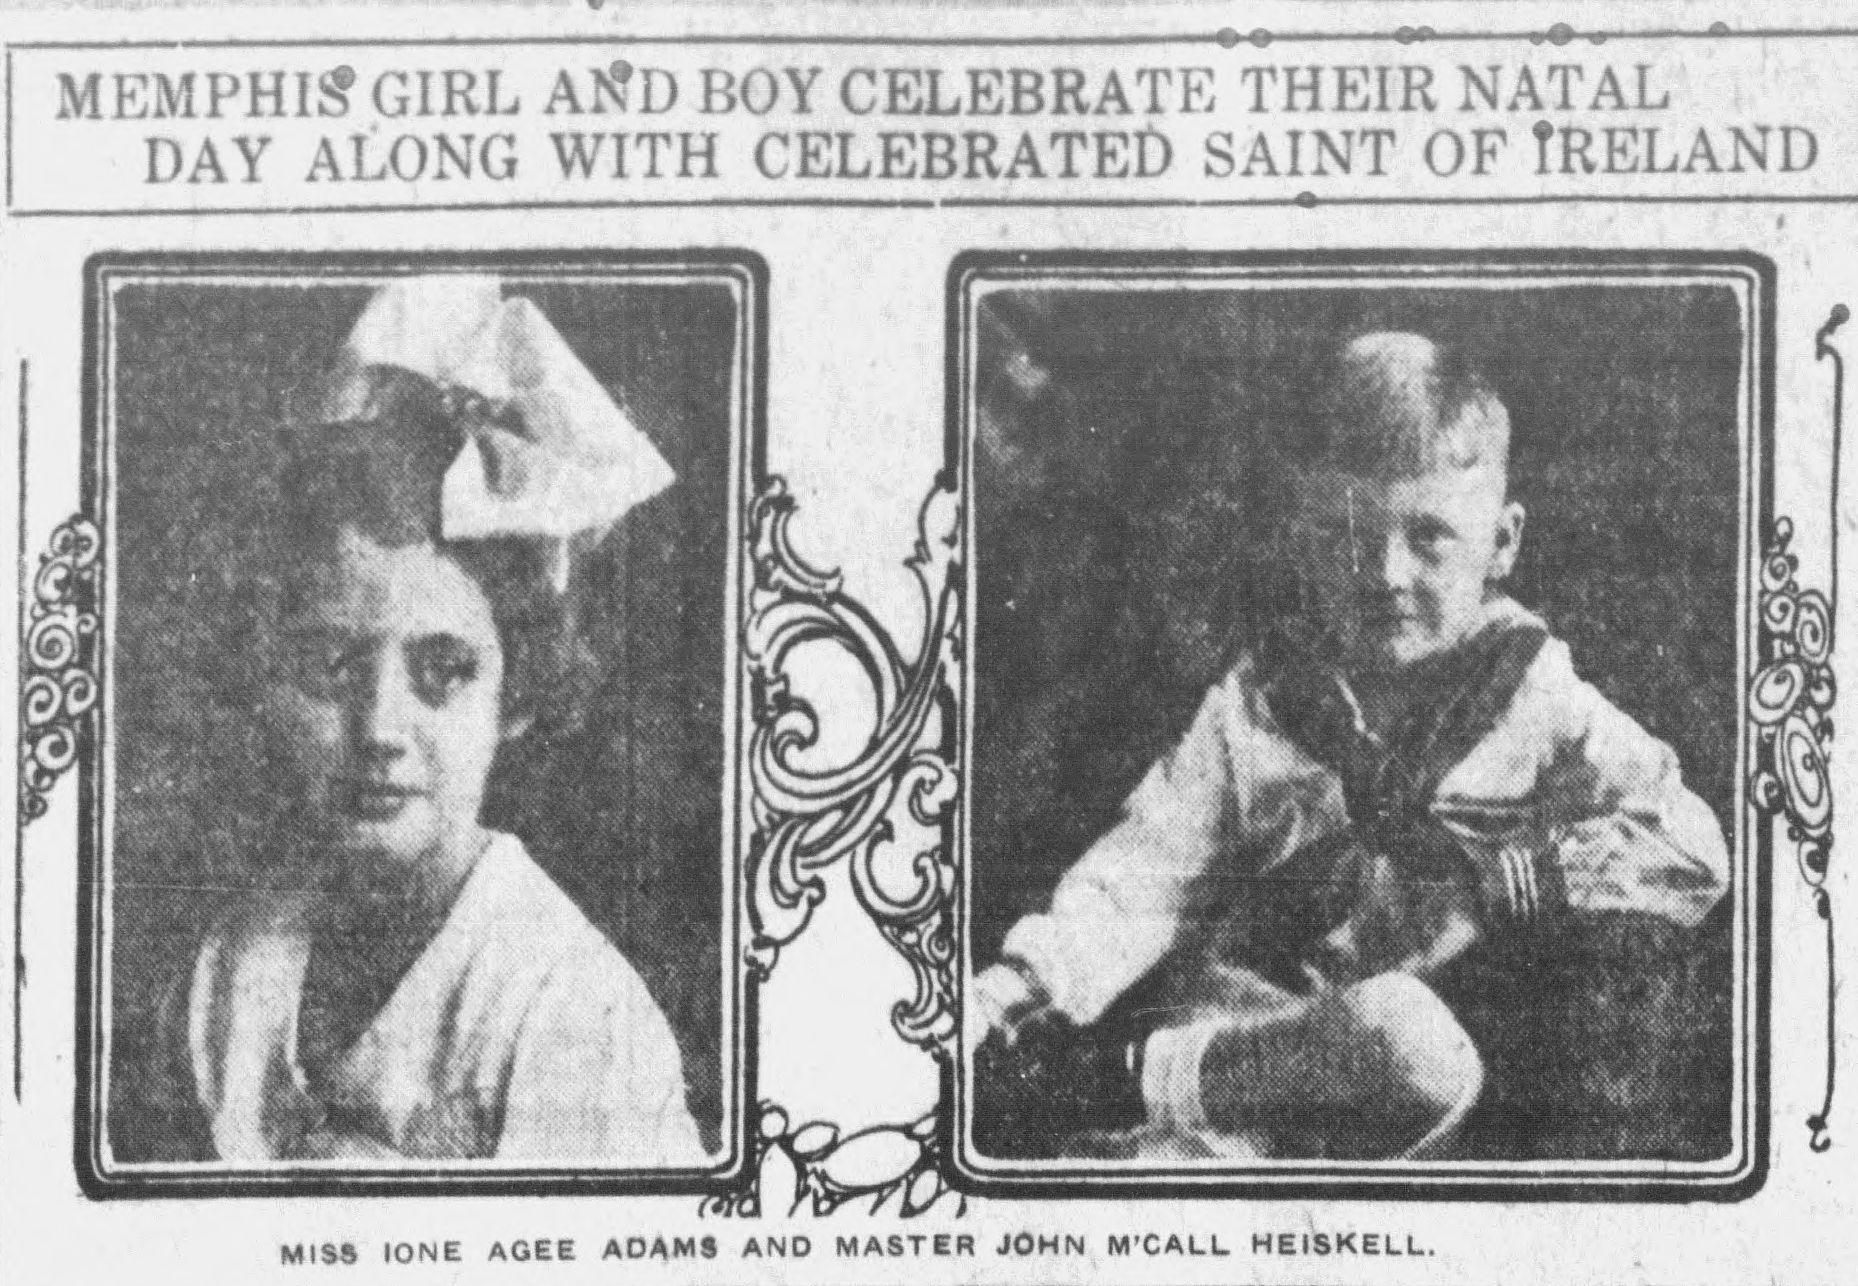 MEMPHIS GIRL AND BOY CELEBRATE THEIR NATAL
DAY ALONG WITH CELEBRATED SAINT OF IRELAND
MISS IONE AGEE ADAMS AND MASTER JOHN M'CALL HEISKELL.